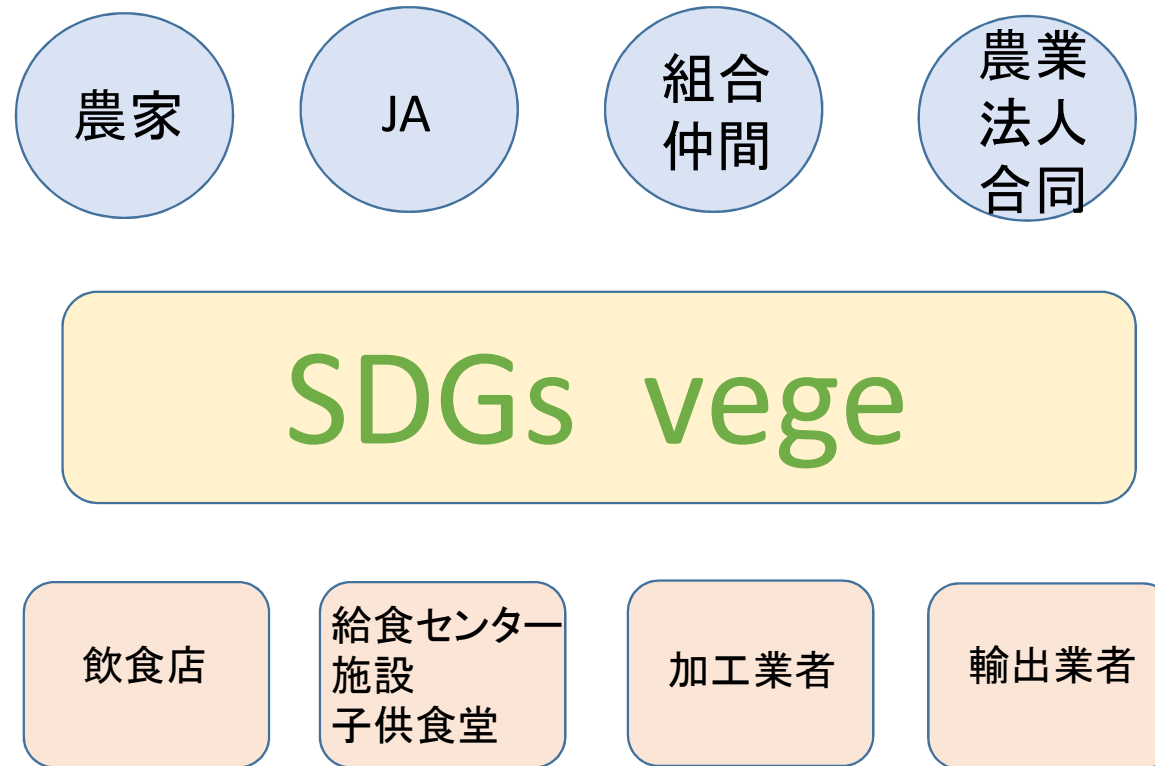 農家
JA
組合
仲間
農業
法人
合同
SDGs vege
飲食店
給食センター
施設
子供食堂
加工業者
輸出業者